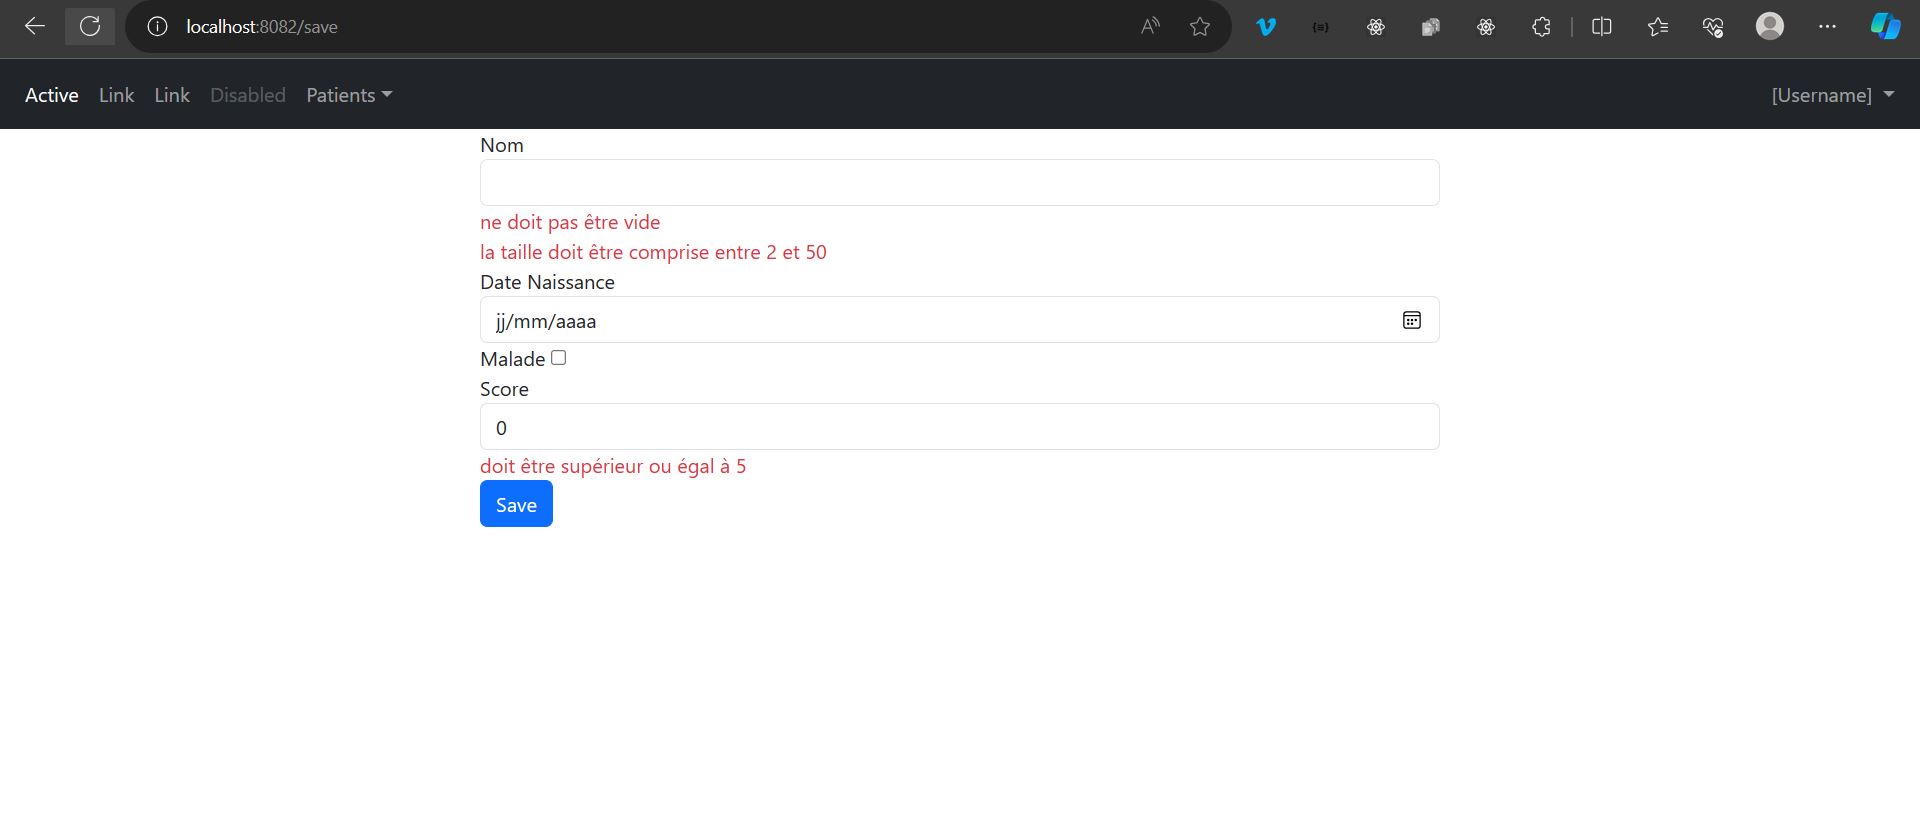 localhost:8082/save
Active Link Link Disabled Patients [Username]
Nom
ne doit pas être vide
la taille doit être comprise entre 2 et 50
Date Naissance
jj/mm/aaaa
Malade
Score
0
doit être supérieur ou égal à 5
Save